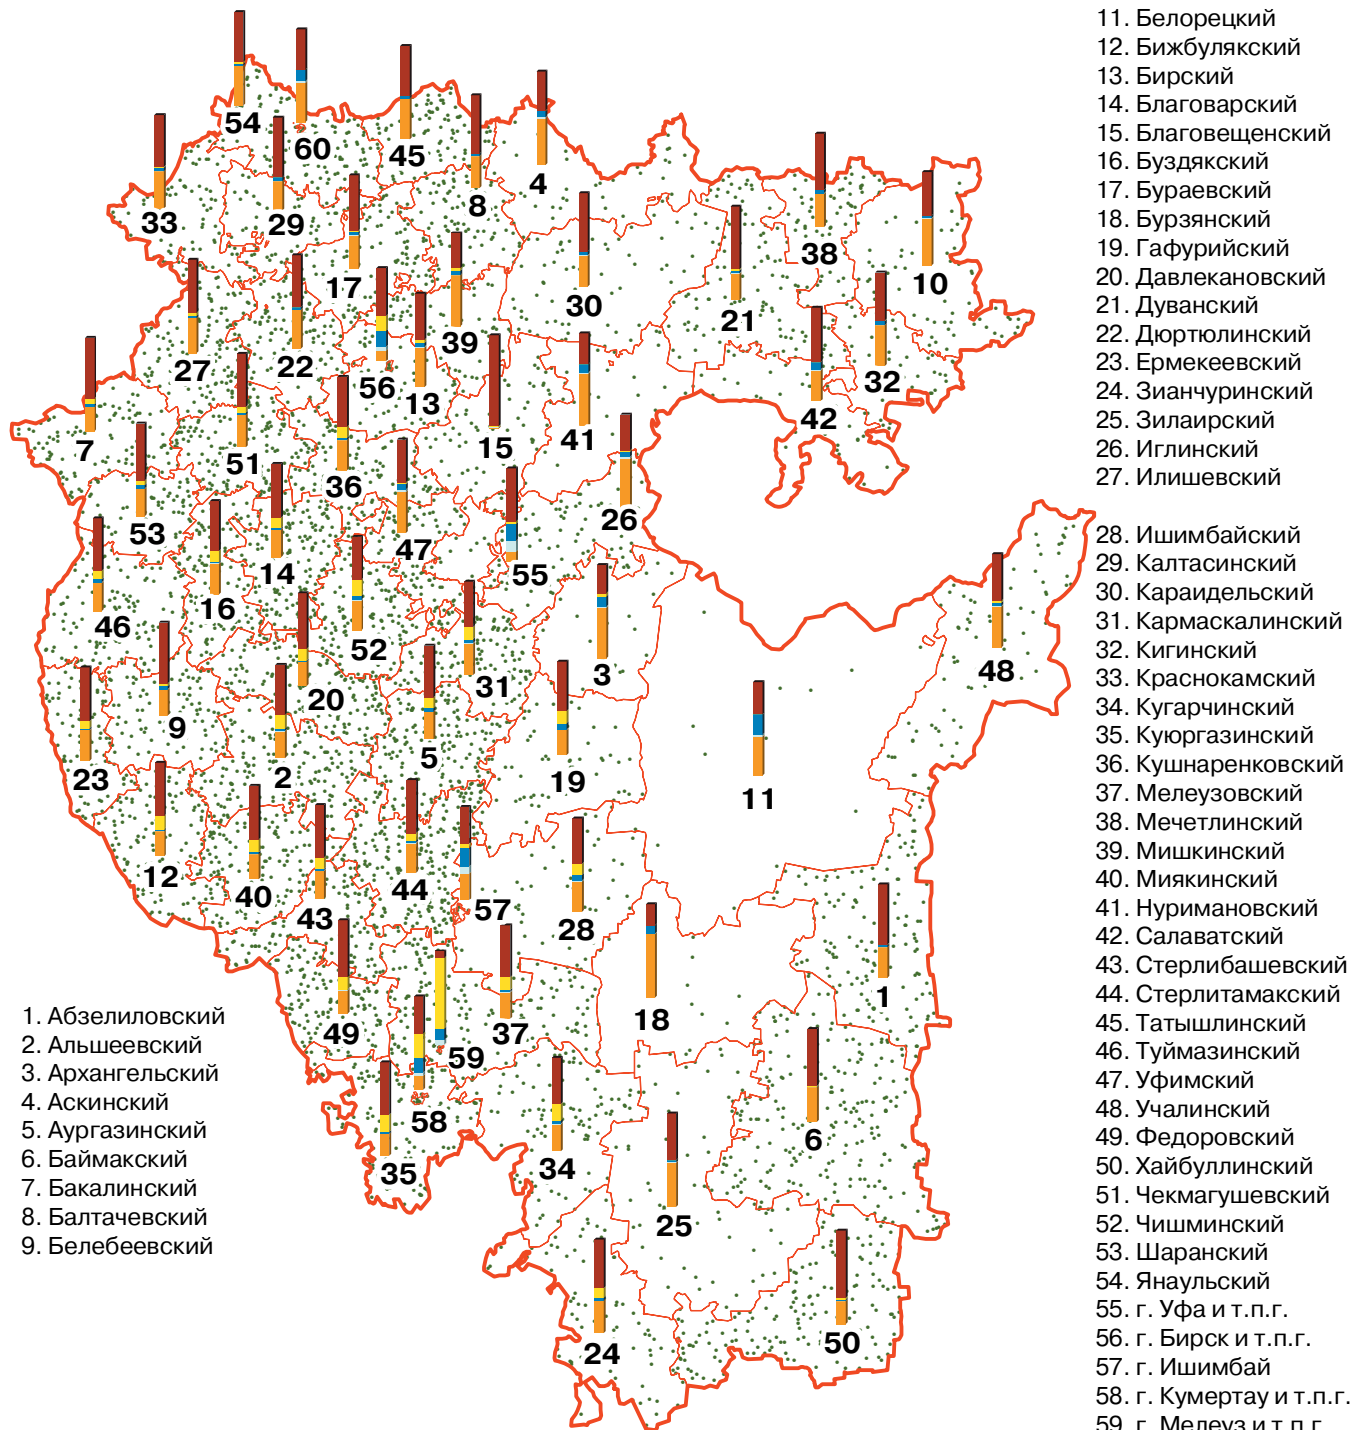 11. Белорецкий
12. Бижбулякский
13. Бирский
14. Благоварский
15. Благовещенский
16. Буздякский
17. Бураевский
18. Бурзянский
19. Гафурийский
20. Давлекановский
21. Дуванский
22. Дюртюлинский
23. Ермекеевский
24. Зианчуринский
25. Зилаирский
26. Иглинский
27. Илишевский
28. Ишимбайский
29. Калтасинский
30. Караидельский
31. Кармаскалинский
32. Кигинский
33. Краснокамский
34. Кугарчинский
35. Куюргазинский
36. Кушнаренковский
37. Мелеузовский
38. Мечетлинский
39. Мишкинский
40. Миякинский
41. Нуримановский
42. Салаватский
43. Стерлибашевский
44. Стерлитамакский
45. Татышлинский
46. Туймазинский
47. Уфимский
48. Учалинский
49. Федоровский
50. Хайбуллинский
51. Чекмагушевский
52. Чишминский
53. Шаранский
54. Янаульский
55. г. Уфа и т.п.г.
56. г. Бирск и т.п.г.
57. г. Ишимбай
58. г. Кумертау и т.п.г.
59. г. Мелеуз и т.п.г.
1. Абзелиловский
2. Альшеевский
3. Архангельский
4. Аскинский
5. Аургазинский
6. Баймакский
7. Бакалинский
8. Балтачевский
9. Белебеевский
54
60
45
4
8
33
29
38
10
17
30
21
39
27
22
56
13
32
42
7
51
15
41
36
53
26
47
14
55
16
46
52
31
3
48
20
9
5
19
23
2
11
12
40
44
43
57
28
1
49
18
37
59
58
6
34
35
25
50
24